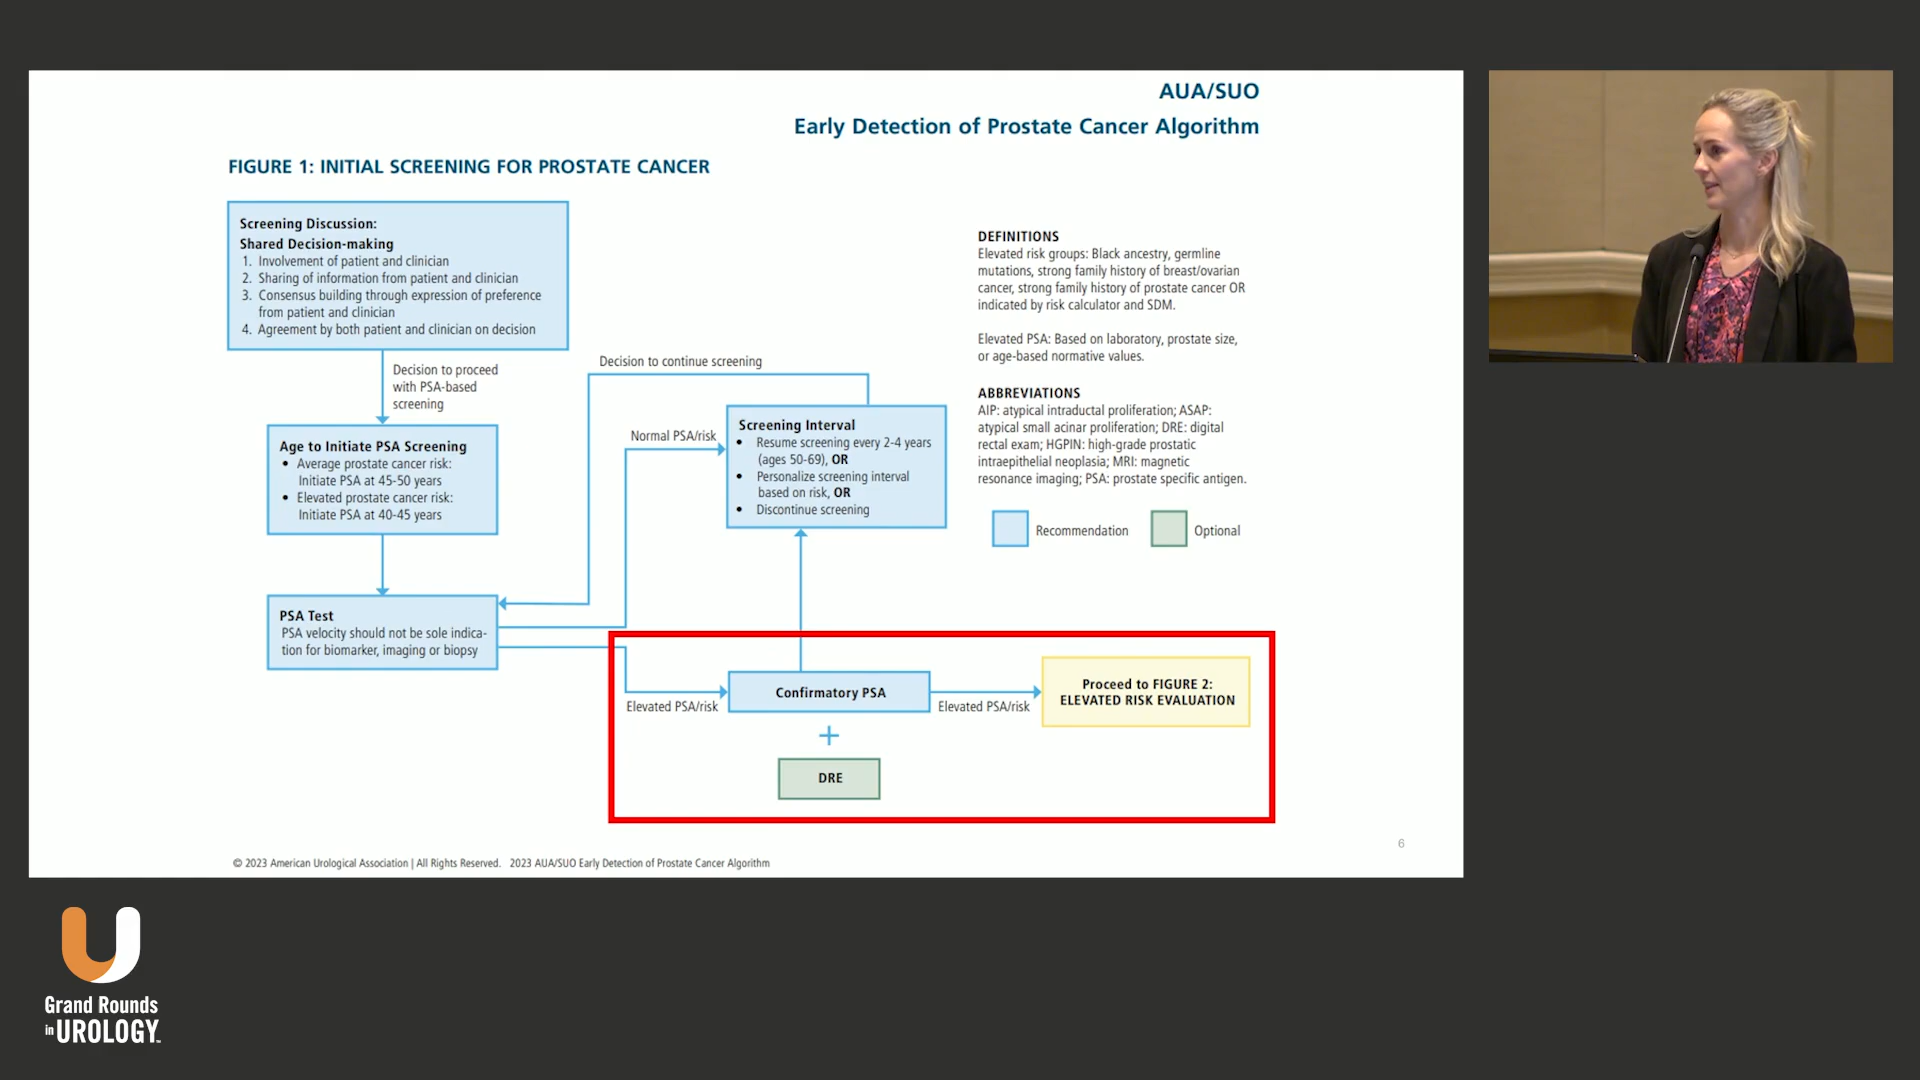 AUA/SUO
Early Detection of Prostate Cancer Algorithm
FIGURE 1: INITIAL SCREENING FOR PROSTATE CANCER
Screening Discussion:
Shared Decision-making
1. Involvement of patient and clinician
2. Sharing of information from patient and clinician
3. Consensus building through expression of preference
from patient and clinician
4. Agreement by both patient and clinician on decision
Decision to proceed
with PSA-based
screening
Age to Initiate PSA Screening
• Average prostate cancer risk:
Initiate PSA at 45-50 years
• Elevated prostate cancer risk:
Initiate PSA at 40-45 years
PSA Test
PSA velocity should not be sole indica-
tion for biomarker, imaging or biopsy
Decision to continue screening
Normal PSA/risk
Screening Interval
• Resume screening every 2-4 years
(ages 50-69), OR
• Personalize screening interval
based on risk, OR
• Discontinue screening
Elevated PSA/risk
Confirmatory PSA
+
DRE
Elevated PSA/risk
Proceed to FIGURE 2:
ELEVATED RISK EVALUATION
DEFINITIONS
Elevated risk groups: Black ancestry, germline
mutations, strong family history of breast/ovarian
cancer, strong family history of prostate cancer OR
indicated by risk calculator and SDM.
Elevated PSA: Based on laboratory, prostate size,
or age-based normative values.
ABBREVIATIONS
AIP: atypical intraductal proliferation; ASAP:
atypical small acinar proliferation; DRE: digital
rectal exam; HGPIN: high-grade prostatic
intraepithelial neoplasia; MRI: magnetic
resonance imaging; PSA: prostate specific antigen.
Recommendation
Optional
6
© 2023 American Urological Association | All Rights Reserved. 2023 AUA/SUO Early Detection of Prostate Cancer Algorithm
Grand Rounds
in UROLOGY™